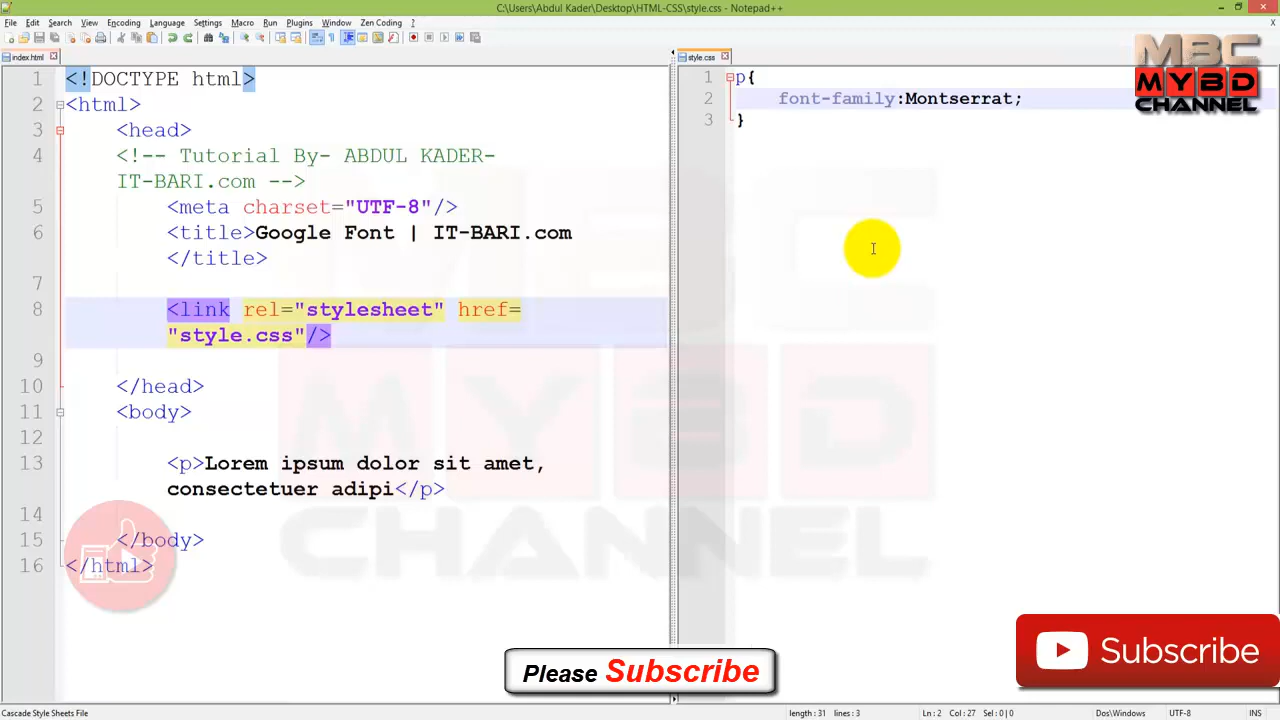 C:\Users\Abdul Kader\Desktop\HTML-CSS\style.css - Notepad++
File Edit Search View Encoding Language Settings Macro Run Plugins Window Zen Coding ?
X
index.html
style.css
1 <!DOCTYPE html>
2 <html>
3 <head>
4 <!-- Tutorial By- ABDUL KADER-
IT-BARI.com -->
5 <meta charset="UTF-8"/>
6 <title>Google Font | IT-BARI.com
</title>
7
8 <link rel="stylesheet" href=
"style.css"/>
9
10 </head>
11 <body>
12
13 <p>Lorem ipsum dolor sit amet,
consectetuer adipi</p>
14
15 </body>
16 </html>
1 p{
2 font-family:Montserrat;
3 }
MBC
MYBD
CHANNEL
MBC
MYBD
CHANNEL
Please Subscribe
Subscribe
Cascade Style Sheets File
length : 31 lines : 3
Ln : 2 Col : 27 Sel : 0 | 0
Dos\Windows
UTF-8
INS